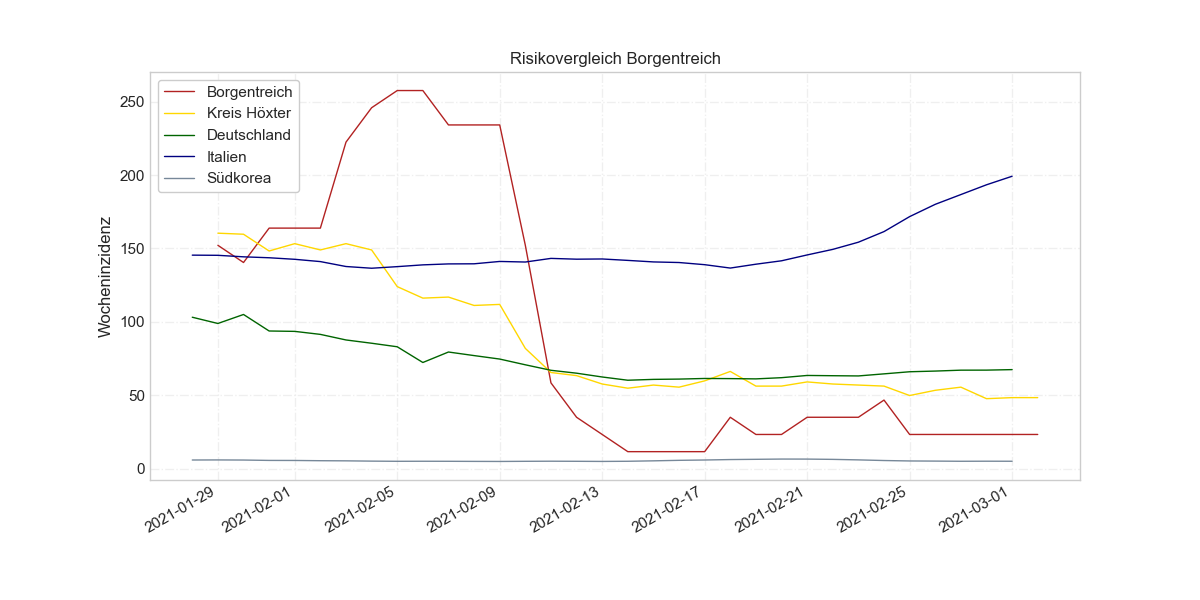 Risikovergleich Borgentreich
Borgentreich
Kreis Höxter
Deutschland
Italien
Südkorea
Wocheninzidenz
250
200
150
100
50
0
2021-01-29
2021-02-01
2021-02-05
2021-02-09
2021-02-13
2021-02-17
2021-02-21
2021-02-25
2021-03-01